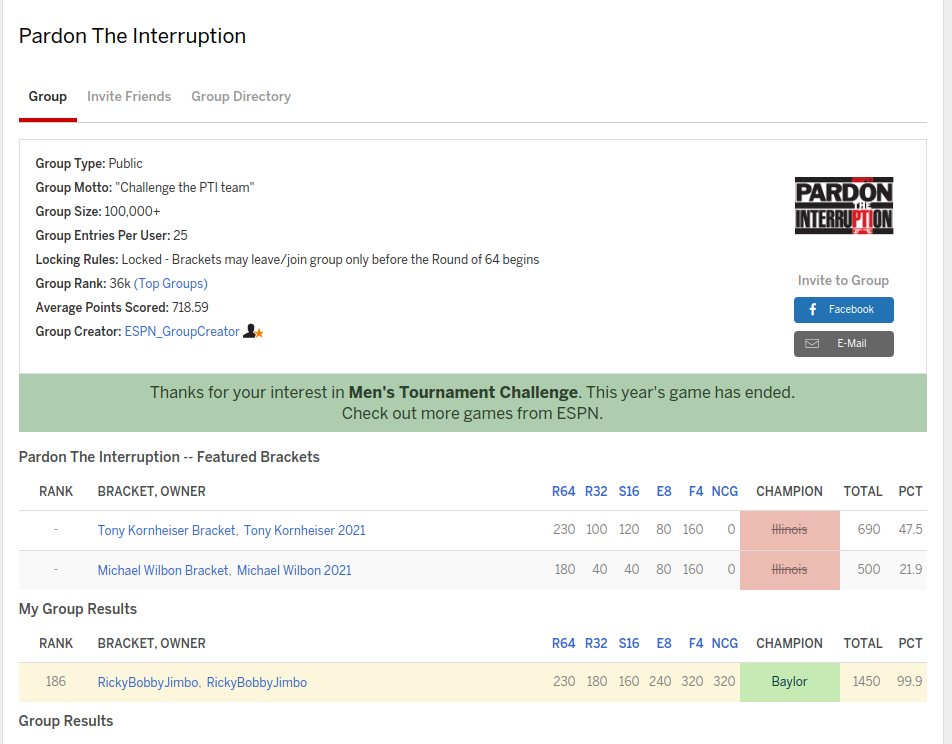 Pardon The Interruption
Group Invite Friends Group Directory
Group Type: Public
Group Motto: "Challenge the PTI team"
Group Size: 100,000+
Group Entries Per User: 25
Locking Rules: Locked - Brackets may leave/join group only before the Round of 64 begins
Group Rank: 36k (Top Groups)
Average Points Scored: 718.59
Group Creator: ESPN_GroupCreator
PARDON
THE
INTERRUPTION
Invite to Group
Facebook
E-Mail
Thanks for your interest in Men's Tournament Challenge. This year's game has ended.
Check out more games from ESPN.
Pardon The Interruption -- Featured Brackets
RANK BRACKET, OWNER R64 R32 S16 E8 F4 NCG CHAMPION TOTAL PCT
- Tony Kornheiser Bracket, Tony Kornheiser 2021 230 100 120 80 160 0 Illinois 690 47.5
- Michael Wilbon Bracket, Michael Wilbon 2021 180 40 40 80 160 0 Illinois 500 21.9
My Group Results
RANK BRACKET, OWNER R64 R32 S16 E8 F4 NCG CHAMPION TOTAL PCT
186 RickyBobbyJimbo, RickyBobbyJimbo 230 180 160 240 320 320 Baylor 1450 99.9
Group Results